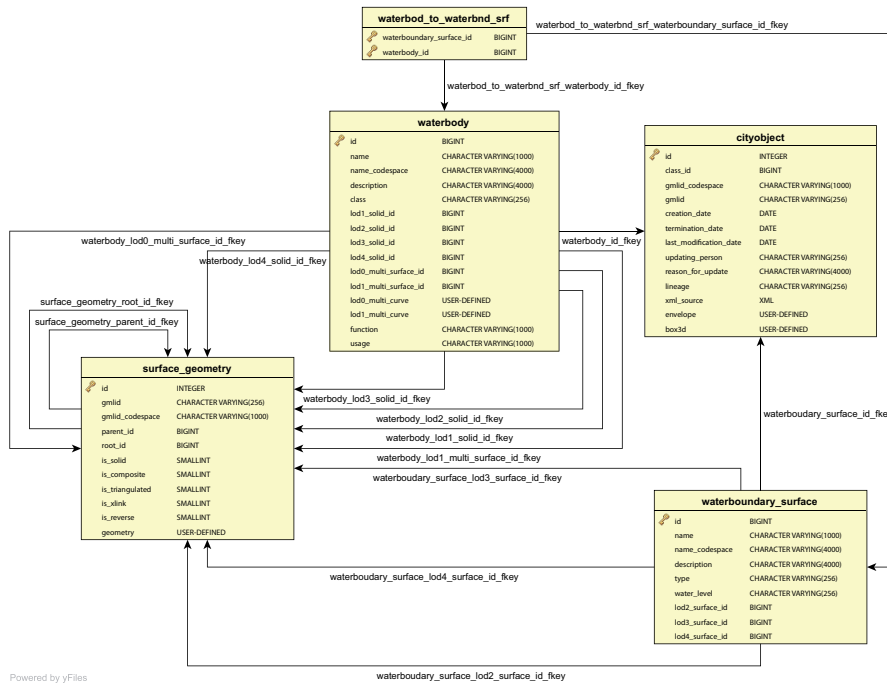 waterbod_to_waterbnd_srf
waterboundary_surface_id BIGINT
waterbody_id BIGINT
waterbod_to_waterbnd_srf_waterboundary_surface_id_fkey
waterbod_to_waterbnd_srf_waterbody_id_fkey
waterbody
id BIGINT
name CHARACTER VARYING(1000)
name_codespace CHARACTER VARYING(4000)
description CHARACTER VARYING(4000)
class CHARACTER VARYING(256)
lod1_solid_id BIGINT
lod2_solid_id BIGINT
lod3_solid_id BIGINT
lod4_solid_id BIGINT
lod0_multi_surface_id BIGINT
lod1_multi_surface_id BIGINT
lod0_multi_curve USER-DEFINED
lod1_multi_curve USER-DEFINED
function CHARACTER VARYING(1000)
usage CHARACTER VARYING(1000)
cityobject
id INTEGER
class_id BIGINT
gmlid_codespace CHARACTER VARYING(1000)
gmlid CHARACTER VARYING(256)
creation_date DATE
termination_date DATE
last_modification_date DATE
updating_person CHARACTER VARYING(256)
reason_for_update CHARACTER VARYING(4000)
lineage CHARACTER VARYING(256)
xml_source XML
envelope USER-DEFINED
box3d USER-DEFINED
waterbody_lod0_multi_surface_id_fkey
waterbody_id_fkey
waterbody_lod4_solid_id_fkey
surface_geometry_root_id_fkey
surface_geometry_parent_id_fkey
surface_geometry
id INTEGER
gmlid CHARACTER VARYING(256)
gmlid_codespace CHARACTER VARYING(1000)
parent_id BIGINT
root_id BIGINT
is_solid SMALLINT
is_composite SMALLINT
is_triangulated SMALLINT
is_xlink SMALLINT
is_reverse SMALLINT
geometry USER-DEFINED
waterbody_lod3_solid_id_fkey
waterbody_lod2_solid_id_fkey
waterbody_lod1_solid_id_fkey
waterbody_lod1_multi_surface_id_fkey
waterboudary_surface_lod3_surface_id_fkey
waterboudary_surface_id_fke
waterboundary_surface
id BIGINT
name CHARACTER VARYING(1000)
name_codespace CHARACTER VARYING(4000)
description CHARACTER VARYING(4000)
type CHARACTER VARYING(256)
water_level CHARACTER VARYING(256)
lod2_surface_id BIGINT
lod3_surface_id BIGINT
lod4_surface_id BIGINT
waterboudary_surface_lod4_surface_id_fkey
waterboudary_surface_lod2_surface_id_fkey
Powered by yFiles